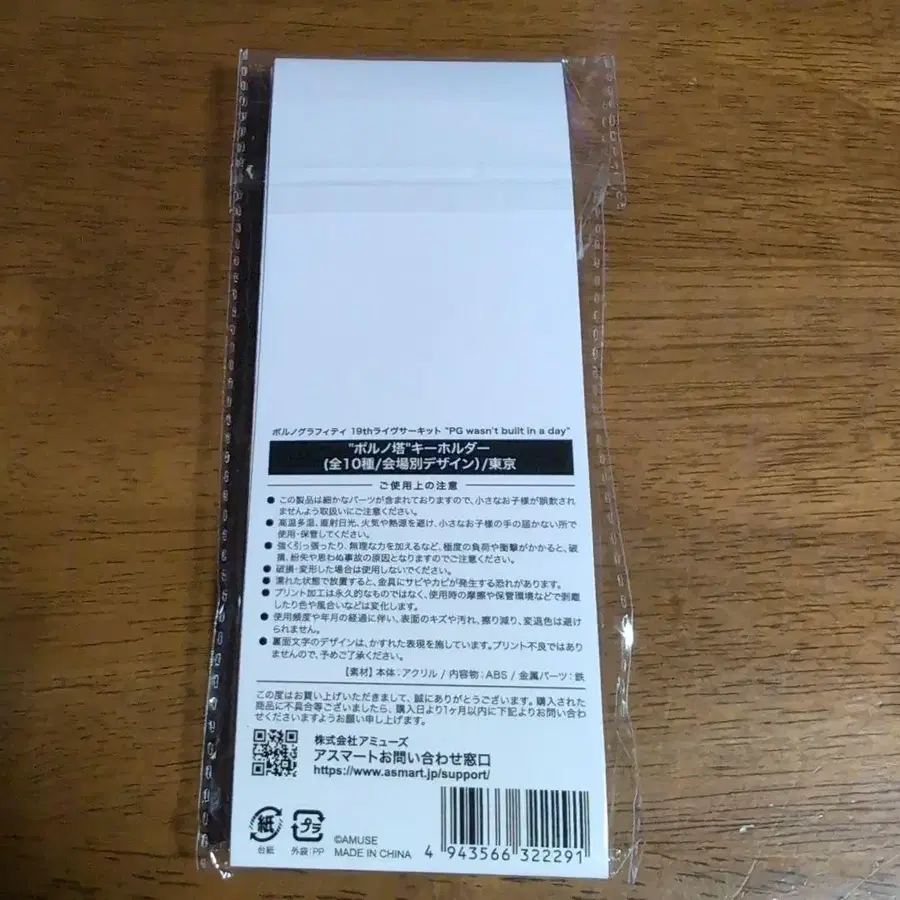 ポルノグラフィティ 19thライヴサーキット "PG wasn't built in a day"
"ポルノ塔"キーホルダー
(全10種/会場別デザイン)/東京
ご使用上の注意
● この製品は細かなパーツが含まれておりますので、小さなお子様が誤飲され
ませんよう取扱いにご注意ください。
● 高温多湿、直射日光、火気や熱源を避け、小さなお子様の手の届かない所で
使用・保管してください。
● 強く引っ張ったり、無理な力を加えるなど、極度の負荷や衝撃がかかると、破
損、紛失や思わぬ事故の原因となりますのでご注意ください。
● 破損・変形した場合は使用しないでください。
● 濡れた状態で放置すると、金具にサビやカビが発生する恐れがあります。
● プリント加工は永久的なものではなく、使用時の摩擦や保管環境などで剥離
したり色や風合いなどは変化します。
● 使用頻度や年月の経過に伴い、表面のキズや汚れ、擦り減り、変退色は避け
られません。
● 裏面文字のデザインは、かすれた表現を施しています。プリント不良ではあり
ませんので、予めご了承ください。
【素材】本体:アクリル / 内容物:ABS / 金属パーツ:鉄
この度はお買い上げいただきまして、誠にありがとうございます。購入された
商品に不具合等ございましたら、購入日より1ヶ月以内に下記よりお問い合わ
せくださいますようお願い申し上げます。
株式会社アミューズ
アスマートお問い合わせ窓口
https://www.asmart.jp/support/
紙
台紙
プラ
外袋:PP
©AMUSE
MADE IN CHINA
4 943566 322291